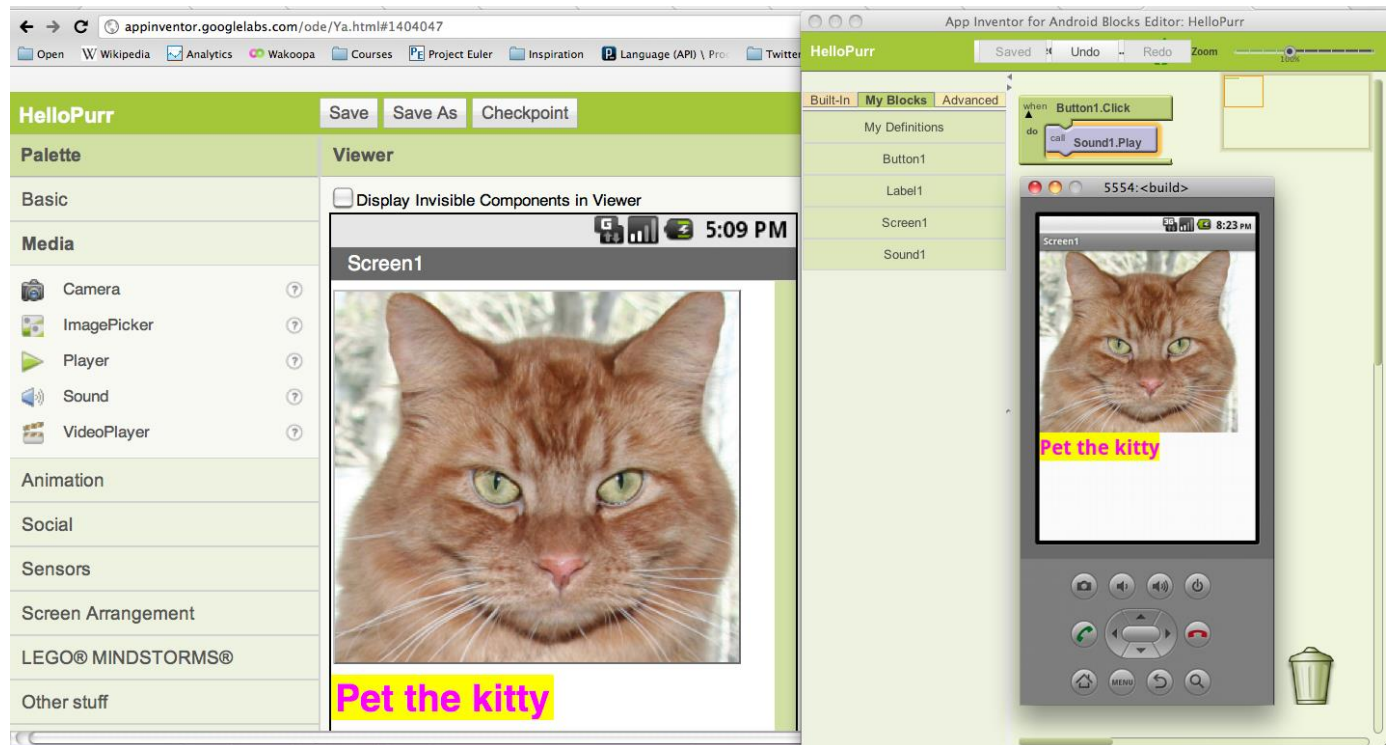 appinventor.googlelabs.com/ode/Ya.html#1404047
Open Wikipedia Analytics Wakoopa Courses Project Euler Inspiration Language (API) \ Pro Twitter
HelloPurr
Save Save As Checkpoint
Palette
Viewer
Basic
Media
Camera ?
ImagePicker ?
Player ?
Sound ?
VideoPlayer ?
Animation
Social
Sensors
Screen Arrangement
LEGO® MINDSTORMS®
Other stuff
Display Invisible Components in Viewer
5:09 PM
Screen1
Pet the kitty
App Inventor for Android Blocks Editor: HelloPurr
HelloPurr
Saved Undo Redo Zoom
100%
Built-In My Blocks Advanced
My Definitions
Button1
Label1
Screen1
Sound1
when Button1.Click
do call Sound1.Play
5554:<build>
3G 8:23 PM
Screen1
Pet the kitty
MENU